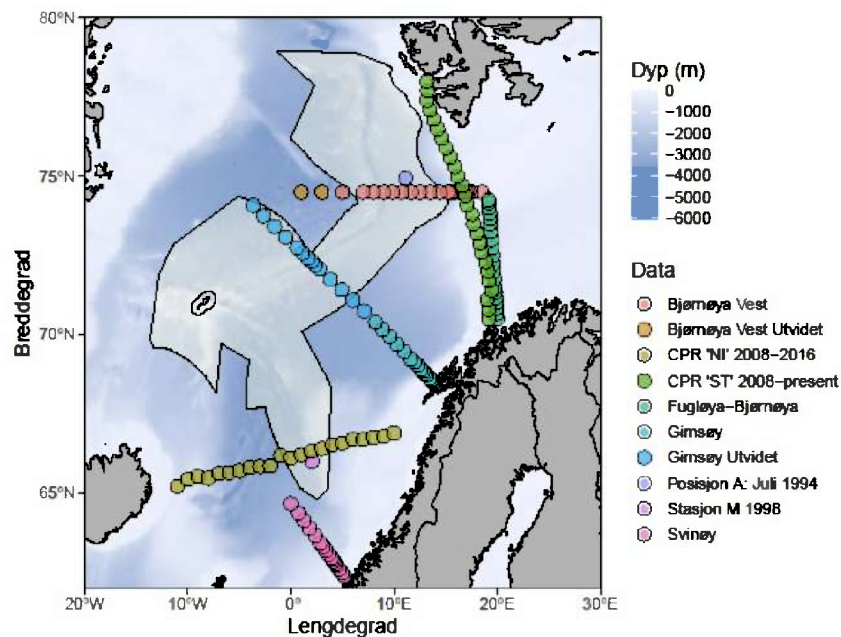 80°N
75°N
70°N
65°N
20°W
10°W
0°
10°E
20°E
30°E
Lengdegrad
Breddegrad
Dyp (m)
0
−1000
−2000
−3000
−4000
−5000
−6000
Data
Bjørnøya Vest
Bjørnøya Vest Utvidet
CPR 'NI' 2008−2016
CPR 'ST' 2008−present
Fugløya−Bjørnøya
Gimsøy
Gimsøy Utvidet
Posisjon A: Juli 1994
Stasjon M 1998
Svinøy